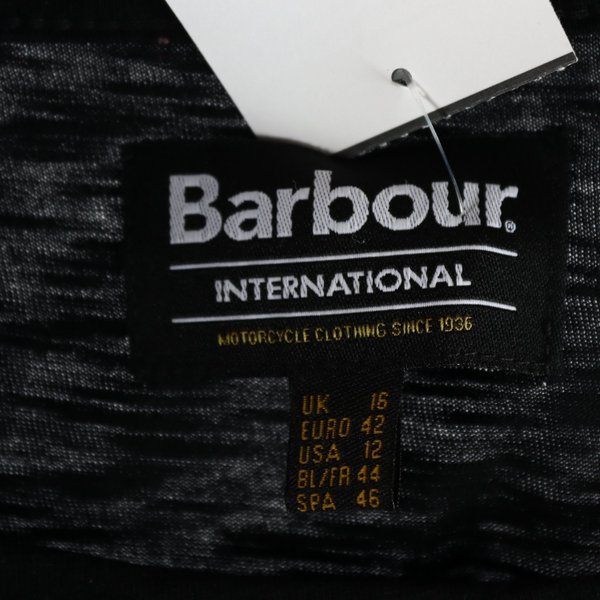 Barbour®
INTERNATIONAL
MOTORCYCLE CLOTHING SINCE 1936
UK 16
EURO 42
USA 12
BL/FR 44
SPA 46